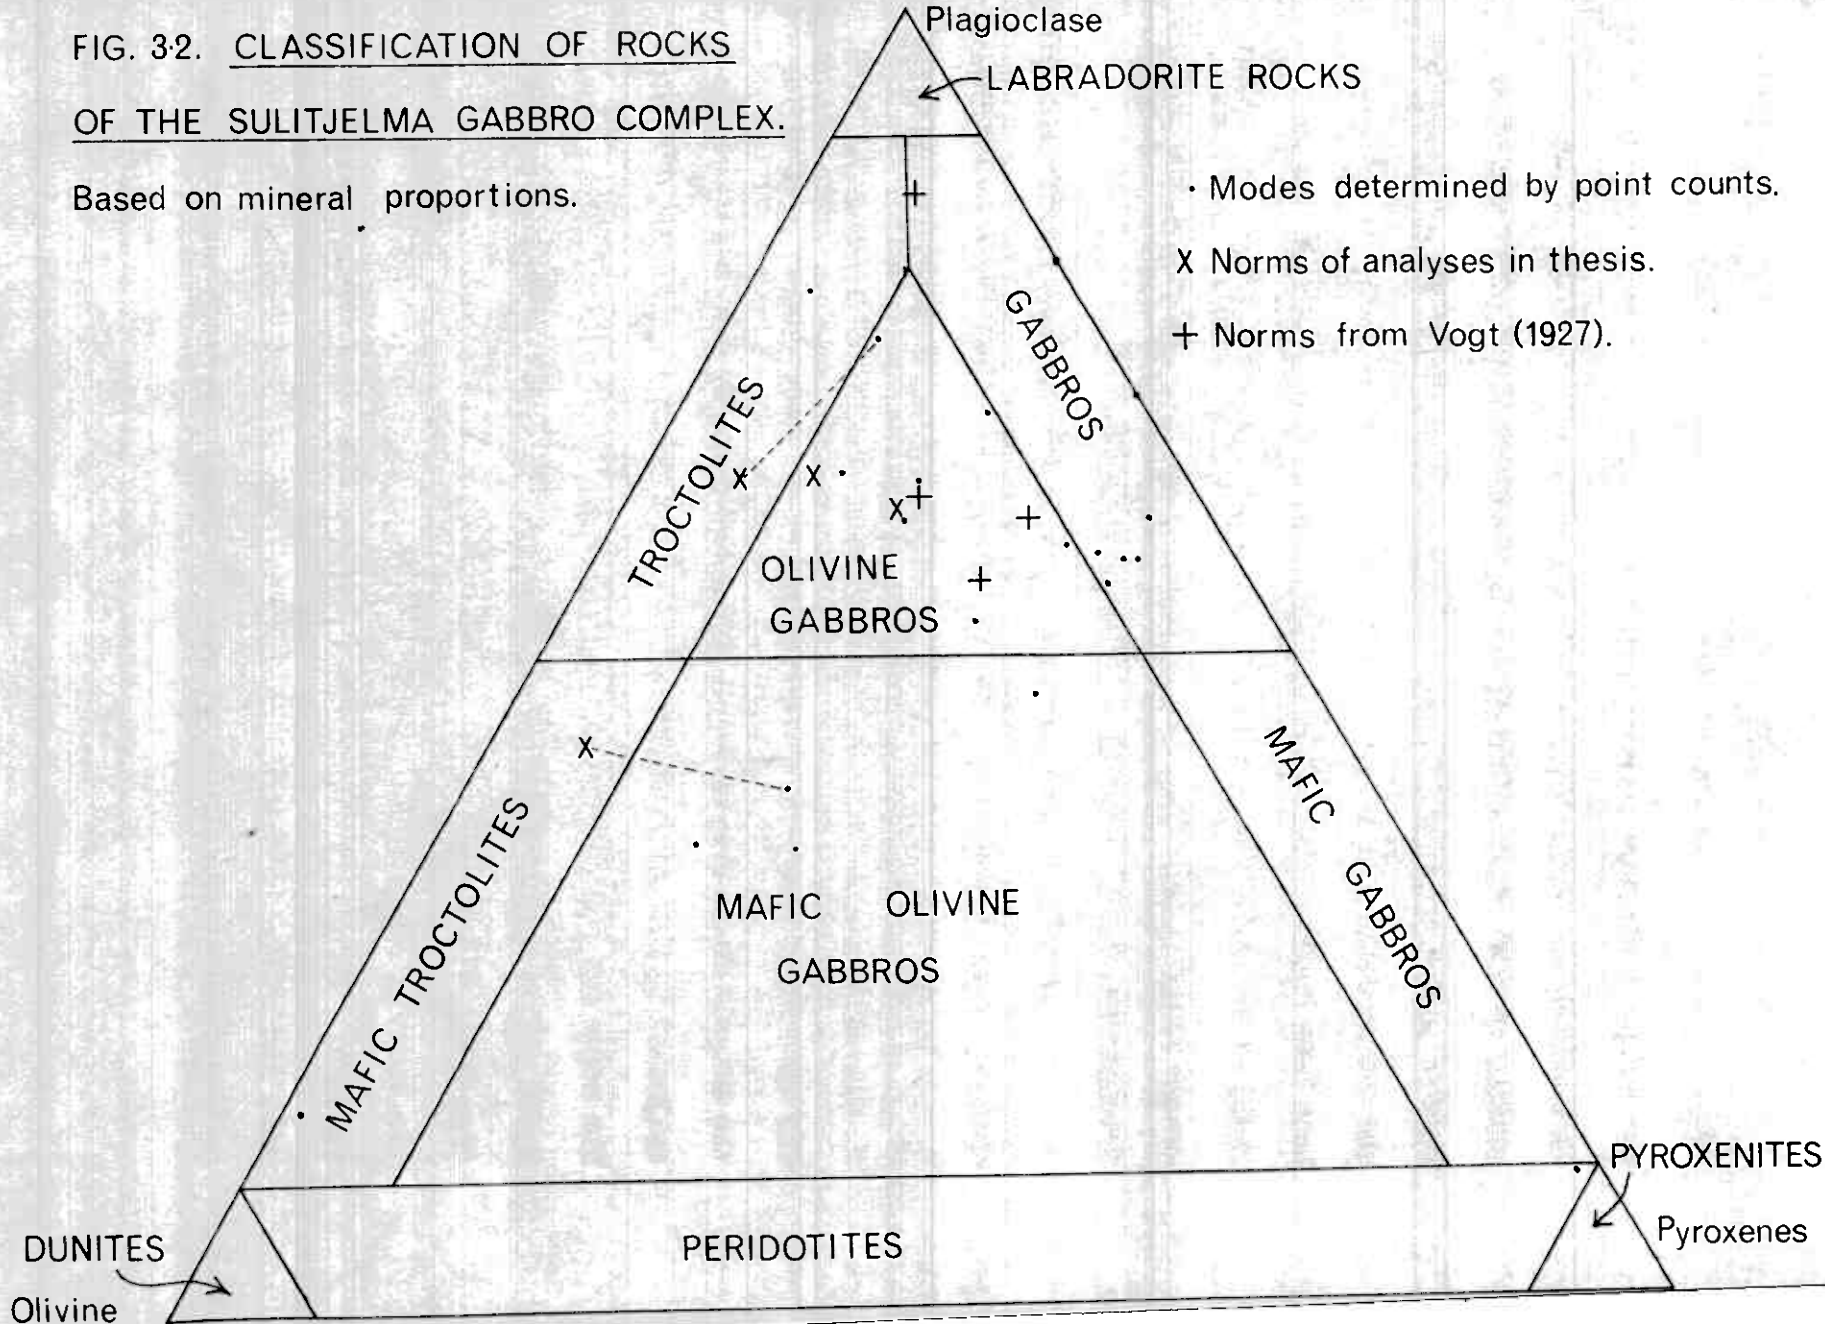 FIG. 3·2. CLASSIFICATION OF ROCKS
OF THE SULITJELMA GABBRO COMPLEX.
Based on mineral proportions.
Plagioclase
LABRADORITE ROCKS
· Modes determined by point counts.
X Norms of analyses in thesis.
+ Norms from Vogt (1927).
GABBROS
TROCTOLITES
OLIVINE
GABBROS
MAFIC GABBROS
MAFIC TROCTOLITES
MAFIC OLIVINE
GABBROS
PYROXENITES
Pyroxenes
PERIDOTITES
DUNITES
Olivine